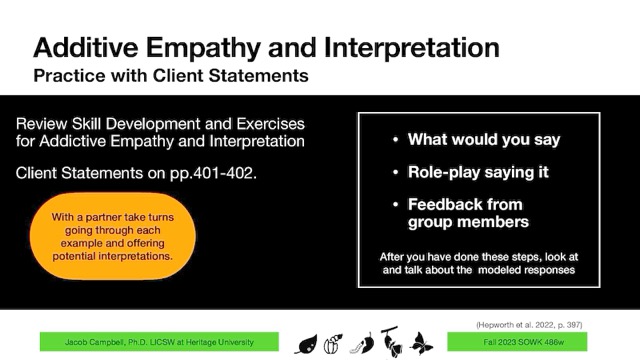 Additive Empathy and Interpretation
Practice with Client Statements
Review Skill Development and Exercises
for Addictive Empathy and Interpretation
Client Statements on pp.401-402.
With a partner take turns
going through each
example and offering
potential interpretations.
• What would you say
• Role-play saying it
• Feedback from
group members
After you have done these steps, look at
and talk about the modeled responses
(Hepworth et al. 2022, p. 397)
Jacob Campbell, Ph.D. LICSW at Heritage University
Fall 2023 SOWK 486w